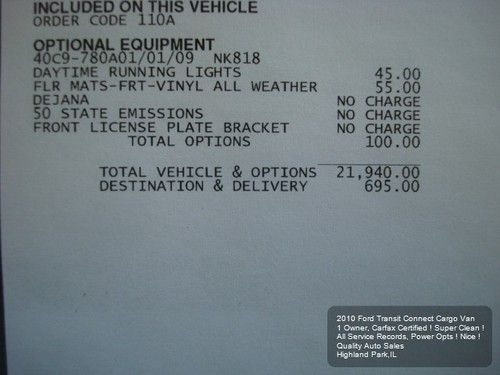 INCLUDED ON THIS VEHICLE
ORDER CODE 110A
OPTIONAL EQUIPMENT
40C9-780A01/01/09 NK818
DAYTIME RUNNING LIGHTS 45.00
FLR MATS-FRT-VINYL ALL WEATHER 55.00
DEJANA NO CHARGE
50 STATE EMISSIONS NO CHARGE
FRONT LICENSE PLATE BRACKET NO CHARGE
TOTAL OPTIONS 100.00
TOTAL VEHICLE & OPTIONS 21,940.00
DESTINATION & DELIVERY 695.00
2010 Ford Transit Connect Cargo Van
1 Owner, Carfax Certified ! Super Clean !
All Service Records, Power Opts ! Nice !
Quality Auto Sales
Highland Park,IL